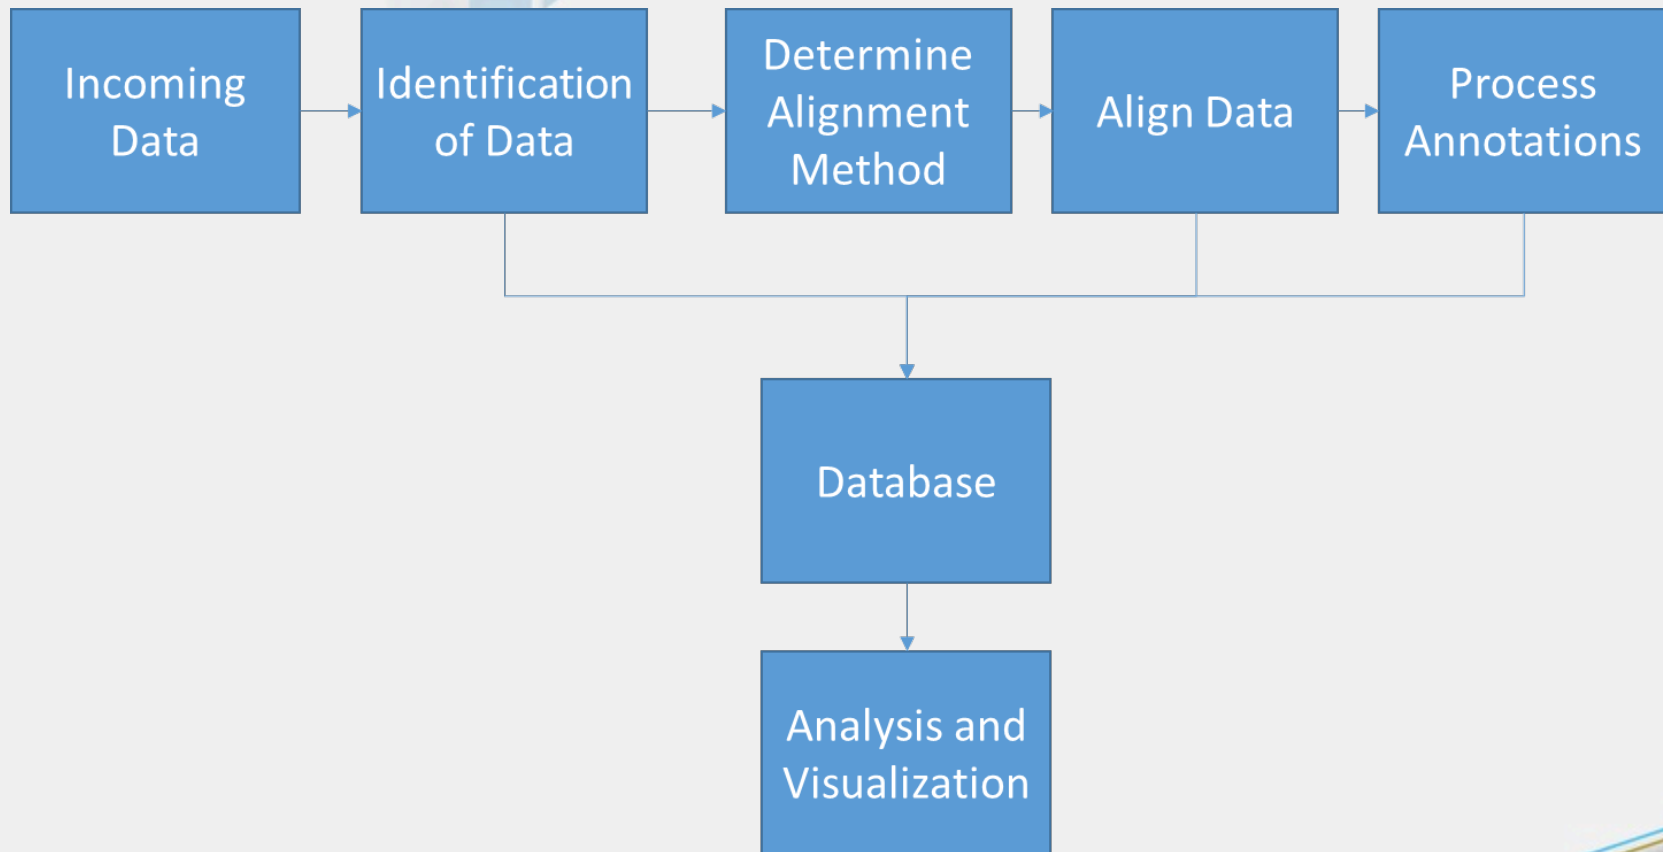 Incoming
Data
Identification
of Data
Determine
Alignment
Method
Align Data
Process
Annotations
Database
Analysis and
Visualization